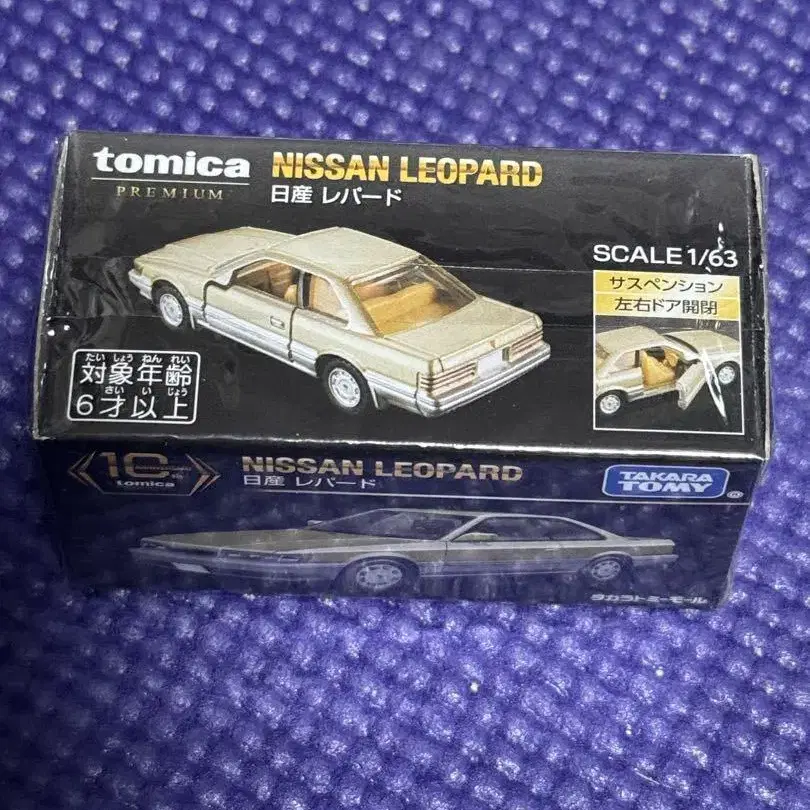 tomica
PREMIUM
NISSAN LEOPARD
日産 レパード
SCALE 1/63
サスペンション
左右ドア開閉
たいしょうねんれい
対象年齢
さいいじょう
6才以上
10th
Anniversary
tomica
NISSAN LEOPARD
日産 レパード
TAKARA
TOMY
タカラトミーモール